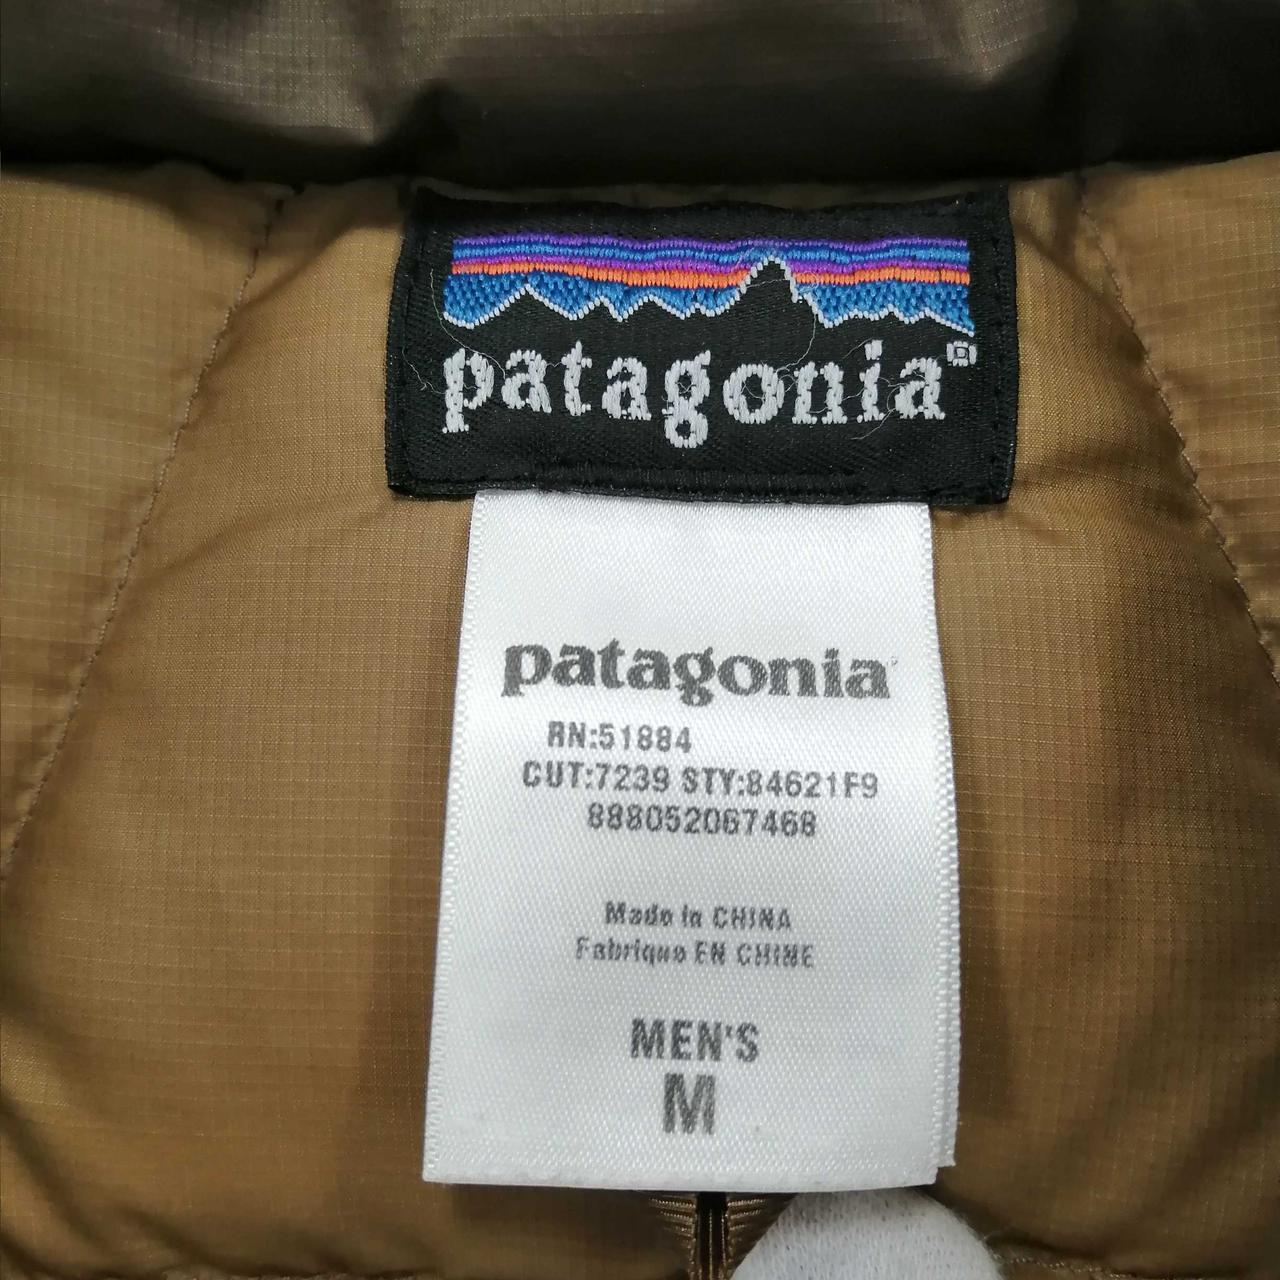 patagonia®
patagonia®
RN:51884
CUT:7239 STY:84621F9
888052067468
Made in CHINA
Fabrique EN CHINE
MEN'S
M